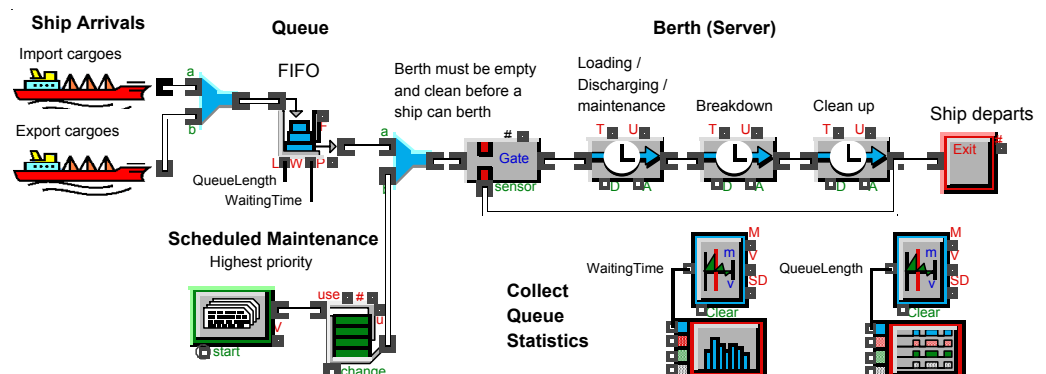 Ship Arrivals
Queue
Berth (Server)
Import cargoes
a
b
Export cargoes
FIFO
F
L W P
QueueLength
WaitingTime
Berth must be empty
and clean before a
ship can berth
a
#
Gate
sensor
Loading /
Discharging /
maintenance
T U
D A
Breakdown
T U
D A
Clean up
T U
D A
Ship departs
Exit
#
Scheduled Maintenance
Highest priority
V
start
use #
u
change
Collect
Queue
Statistics
WaitingTime
m
v
M
V
SD
Clear
QueueLength
m
v
M
V
SD
Clear